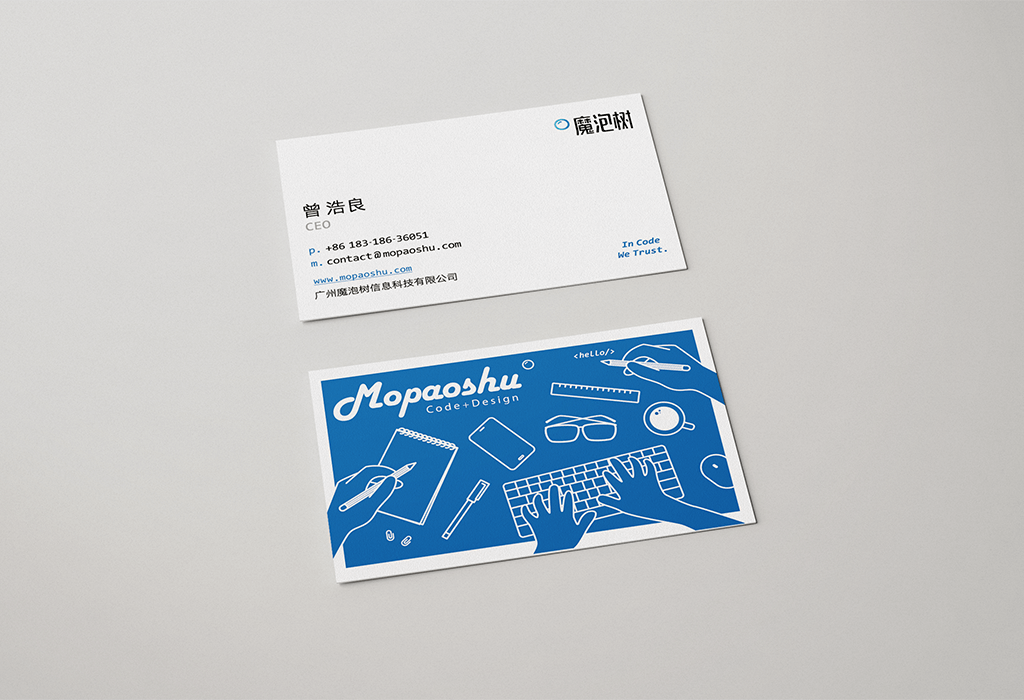 魔泡树
曾浩良
CEO
p. +86 183-186-36051
m. contact@mopaoshu.com
www.mopaoshu.com
广州魔泡树信息科技有限公司
In Code
We Trust.
<heLLo/>
Mopaoshu
Code+Design